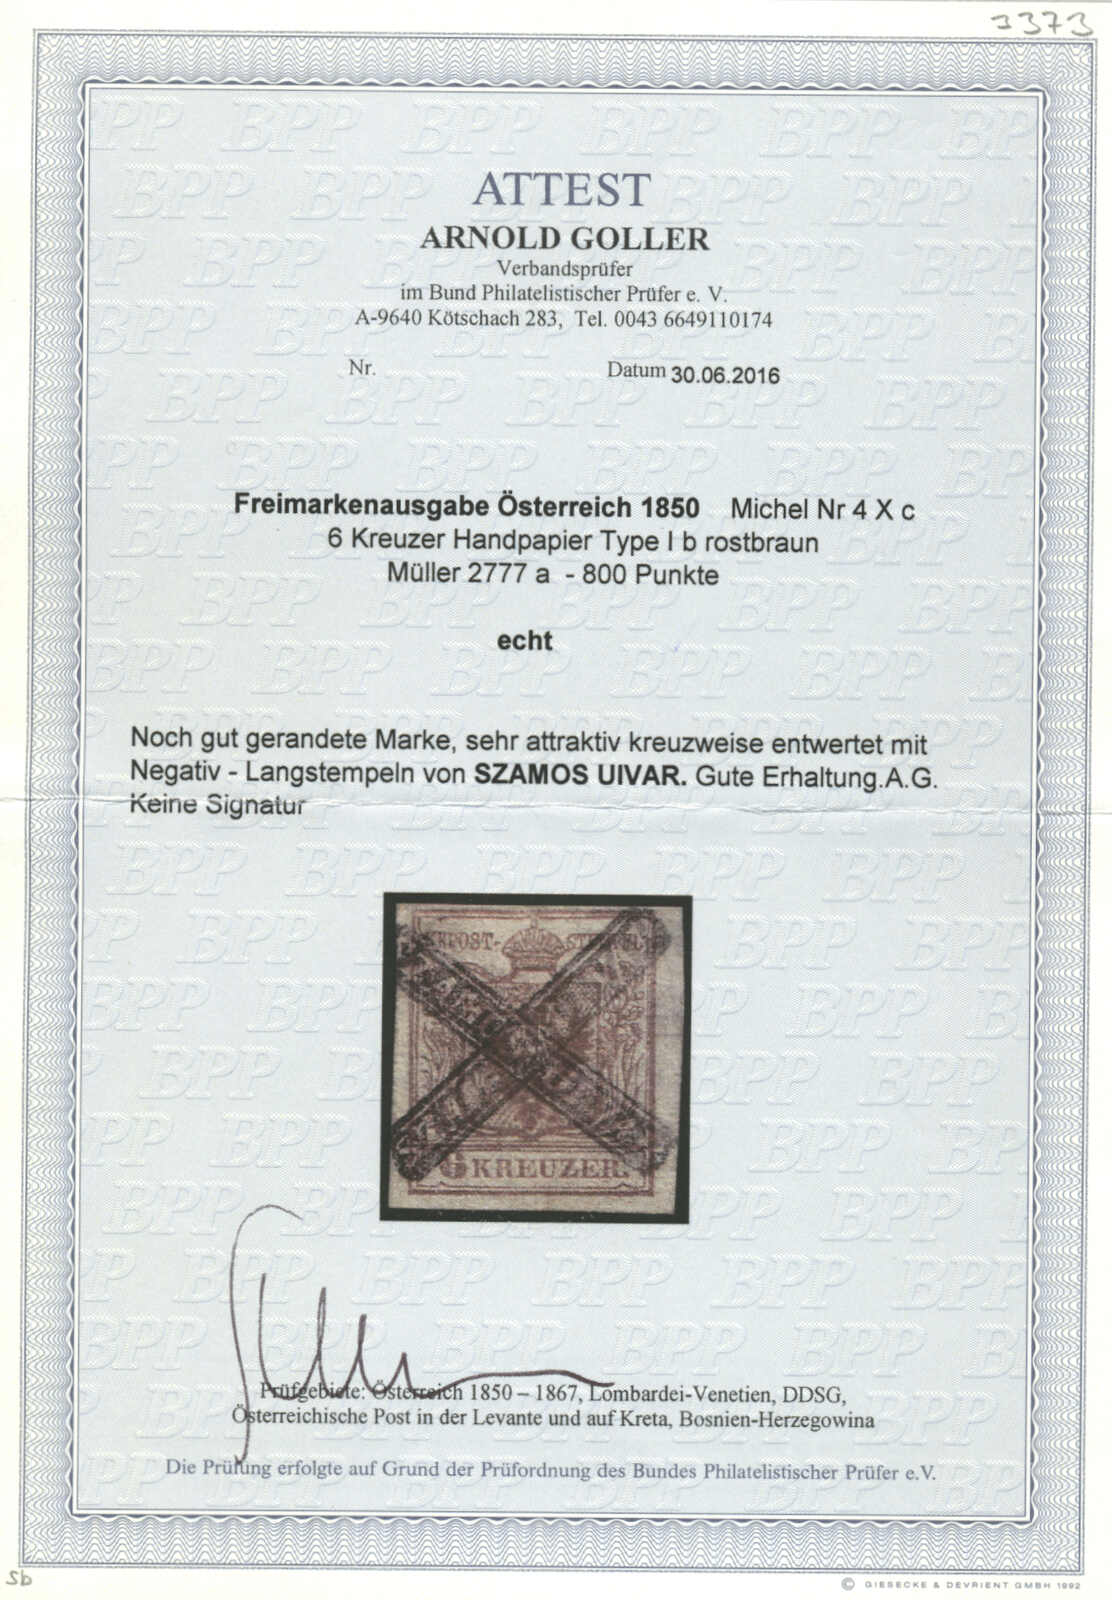 3373
ATTEST
ARNOLD GOLLER
Verbandsprüfer
im Bund Philatelistischer Prüfer e. V.
A-9640 Kötschach 283, Tel. 0043 6649110174
Nr.
Datum 30.06.2016
Freimarkenausgabe Österreich 1850 Michel Nr 4 X c
6 Kreuzer Handpapier Type I b rostbraun
Müller 2777 a - 800 Punkte
echt
Noch gut gerandete Marke, sehr attraktiv kreuzweise entwertet mit
Negativ - Langstempeln von SZAMOS UIVAR. Gute Erhaltung.A.G.
Keine Signatur
POST-
6 KREUZER.
Prüfgebiete: Österreich 1850 – 1867, Lombardei-Venetien, DDSG,
Österreichische Post in der Levante und auf Kreta, Bosnien-Herzegowina
Die Prüfung erfolgte auf Grund der Prüfordnung des Bundes Philatelistischer Prüfer e.V.
Sb
© GIESECKE & DEVRIENT GMBH 1992